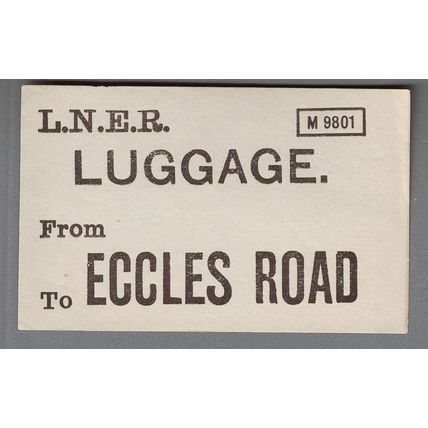 L.N.E.R.
M 9801
LUGGAGE.
From
To ECCLES ROAD